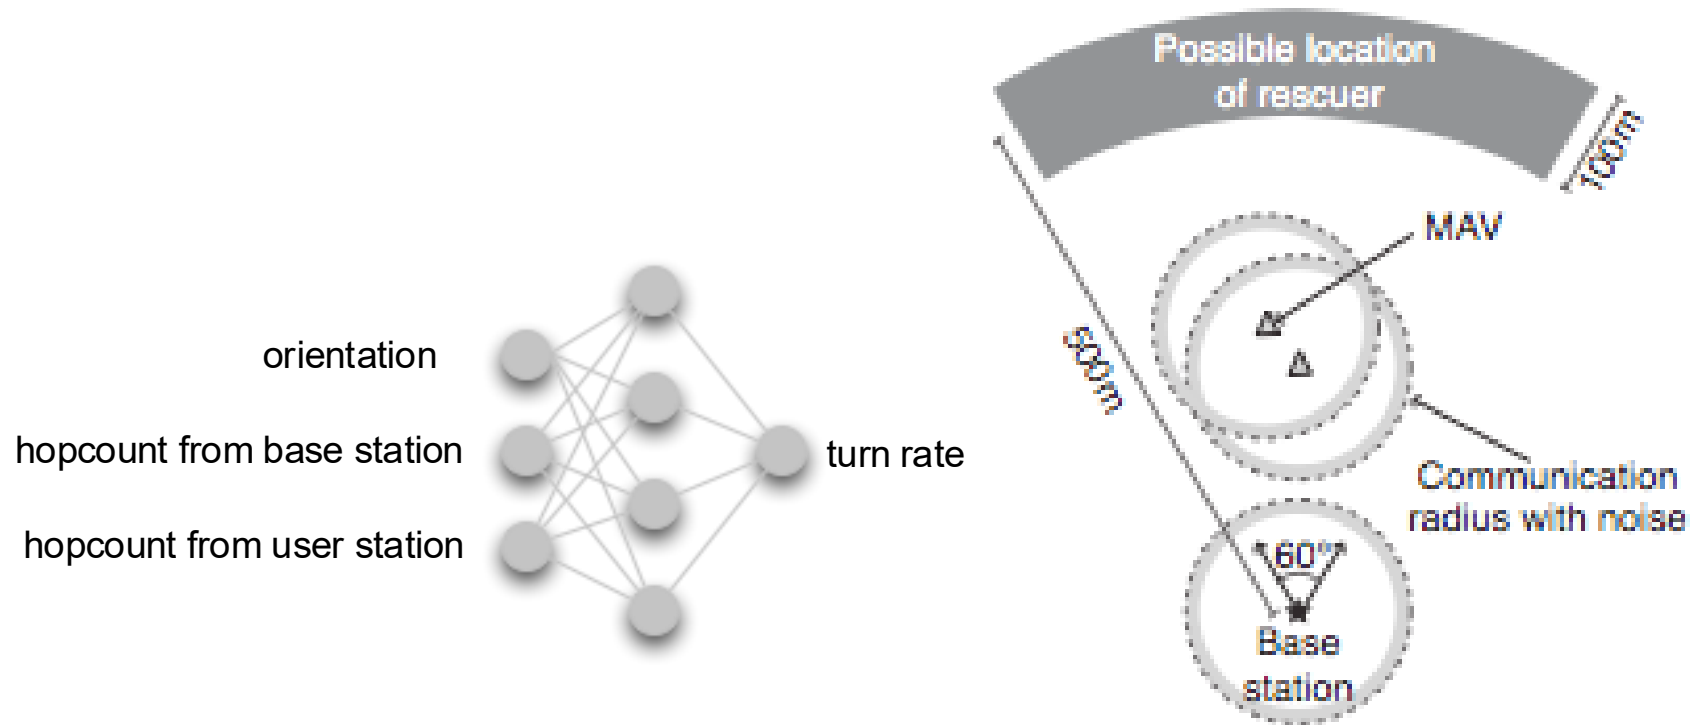 orientation
hopcount from base station
hopcount from user station
turn rate
Possible location
of rescuer
100m
MAV
500m
Communication
radius with noise
60°
Base
station